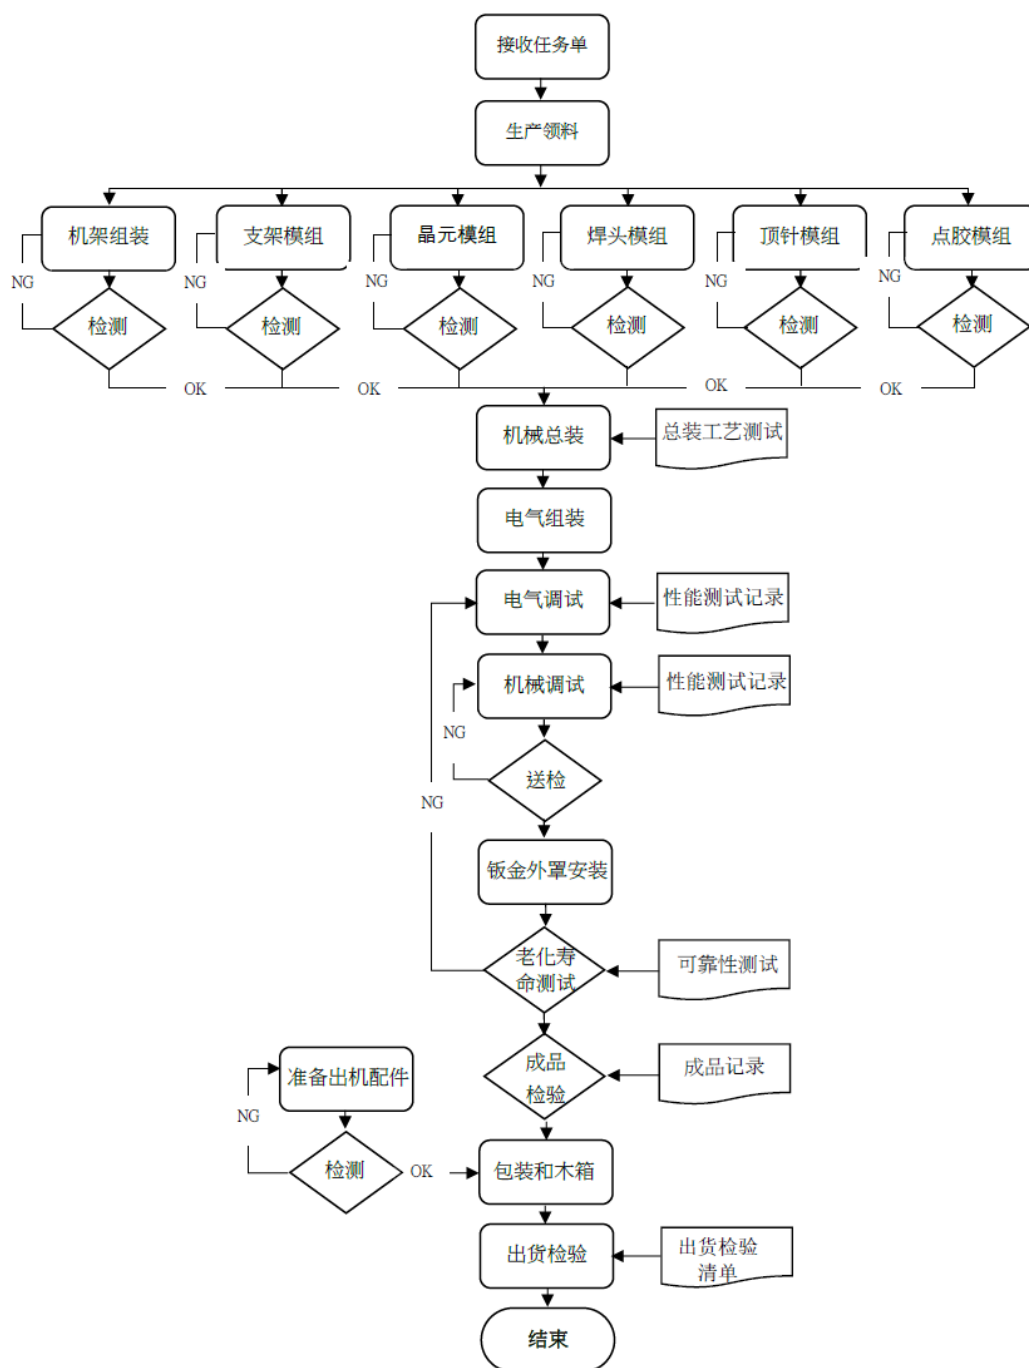 接收任务单
生产领料
机架组装
支架模组
晶元模组
焊头模组
顶针模组
点胶模组
NG
NG
NG
NG
NG
NG
检测
检测
检测
检测
检测
检测
OK
OK
OK
OK
机械总装
总装工艺测试
电气组装
电气调试
性能测试记录
机械调试
性能测试记录
NG
送检
NG
钣金外罩安装
老化寿
命测试
可靠性测试
成品
检验
成品记录
准备出机配件
NG
检测
OK
包装和木箱
出货检验
出货检验
清单
结束